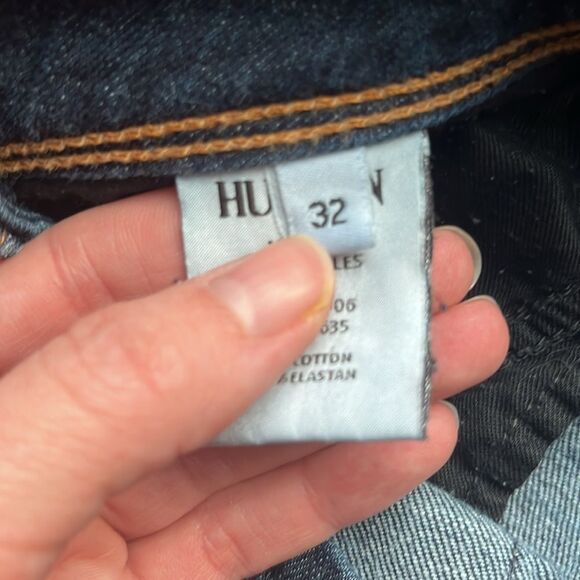 HU N
32
LES
06
635
COTTON
ELASTAN